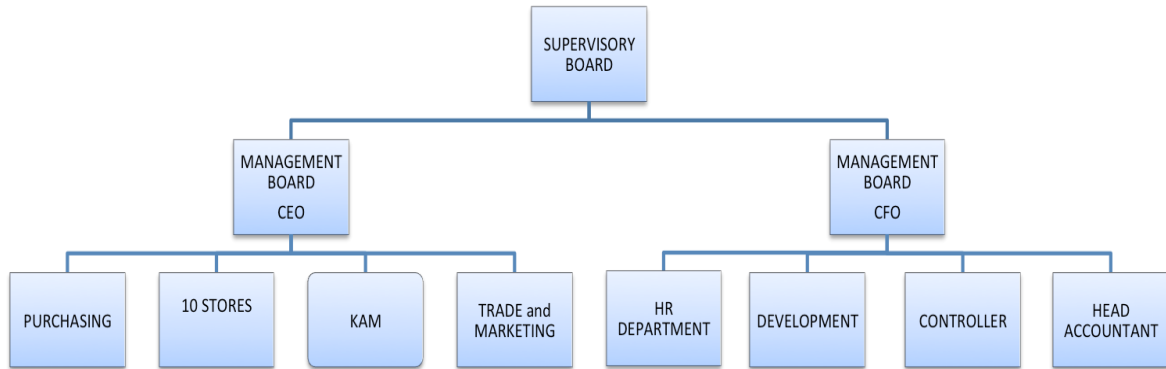 SUPERVISORY
BOARD
MANAGEMENT
BOARD
CEO
MANAGEMENT
BOARD
CFO
PURCHASING
10 STORES
KAM
TRADE and
MARKETING
HR
DEPARTMENT
DEVELOPMENT
CONTROLLER
HEAD
ACCOUNTANT